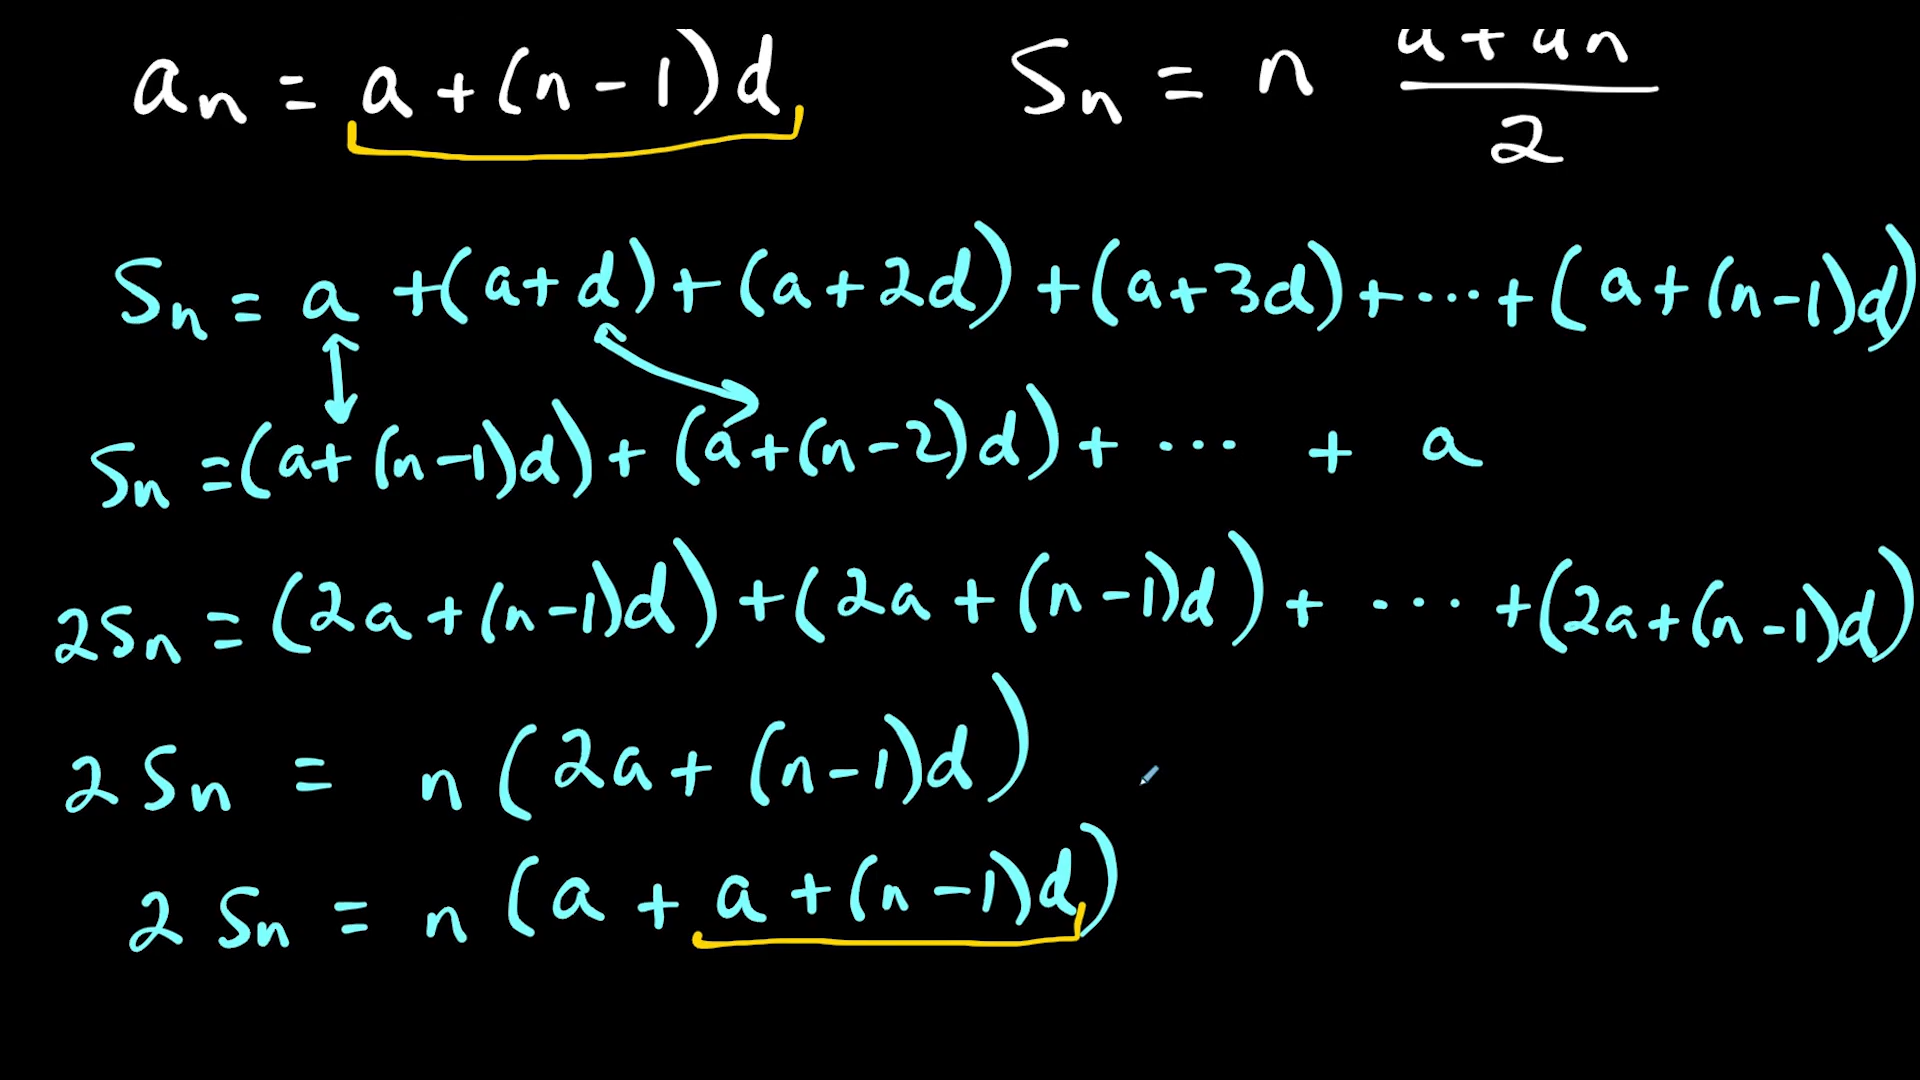 an = a + (n - 1)d
Sn = n (a + an)/2
Sn = a + (a + d) + (a + 2d) + (a + 3d) + ... + (a + (n - 1)d)
Sn = (a + (n - 1)d) + (a + (n - 2)d) + ... + a
2Sn = (2a + (n - 1)d) + (2a + (n - 1)d) + ... + (2a + (n - 1)d)
2Sn = n(2a + (n - 1)d)
2Sn = n(a + a + (n - 1)d)